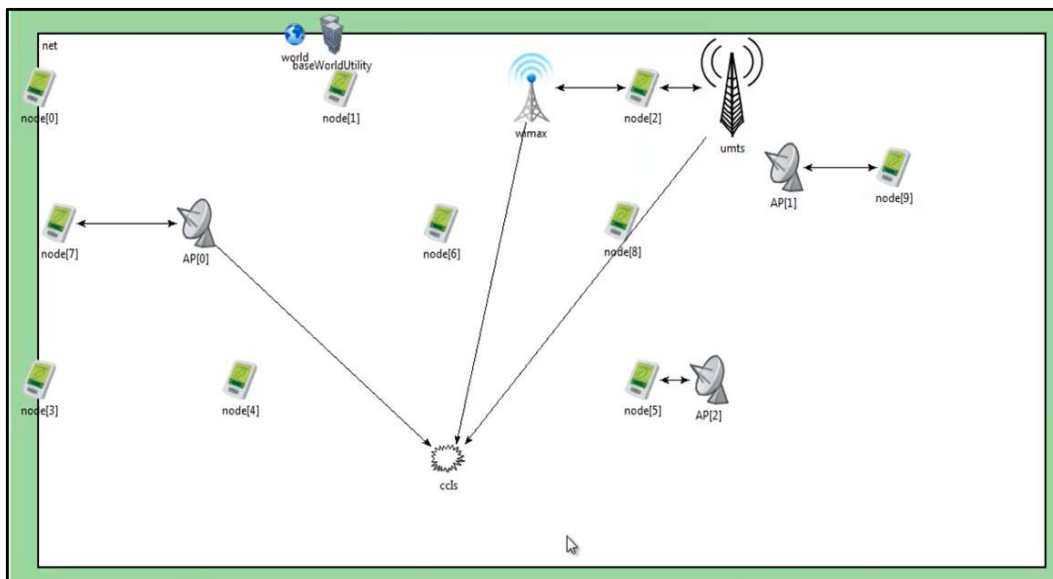 net
world
baseWorldUtility
node[0]
node[1]
wimax
node[2]
umts
AP[1]
node[9]
node[7]
AP[0]
node[6]
node[8]
node[3]
node[4]
node[5]
AP[2]
ccls